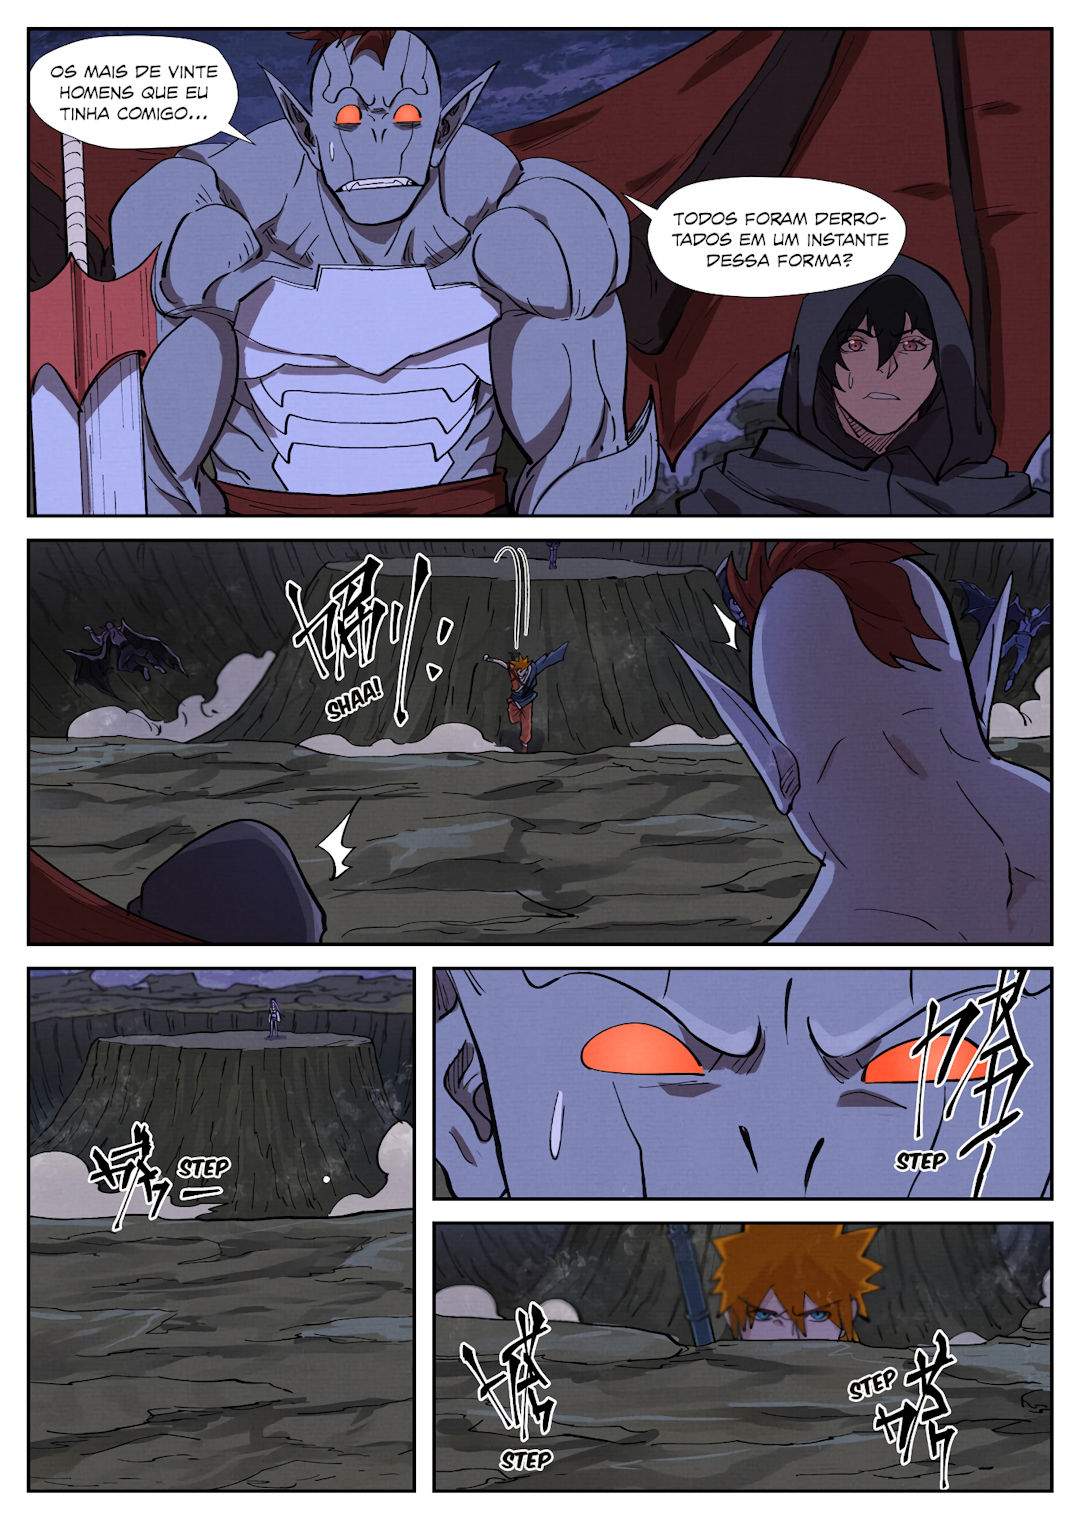 OS MAIS DE VINTE
HOMENS QUE EU
TINHA COMIGO...
TODOS FORAM DERRO-
TADOS EM UM INSTANTE
DESSA FORMA?
SHAA!
STEP
STEP
STEP
STEP